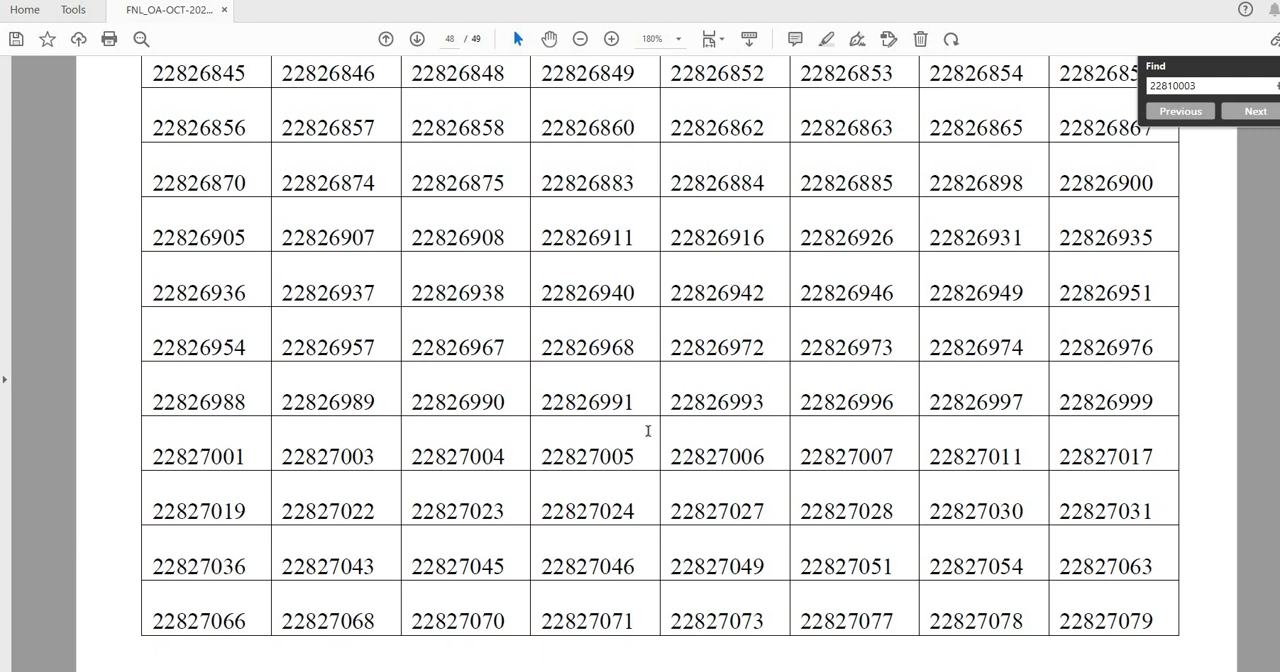 Home Tools FNL_OA-OCT-202... ×
48 / 49 180%
Find
22810003
Previous Next
22826845 22826846 22826848 22826849 22826852 22826853 22826854
22826856 22826857 22826858 22826860 22826862 22826863 22826865 22826867
22826870 22826874 22826875 22826883 22826884 22826885 22826898 22826900
22826905 22826907 22826908 22826911 22826916 22826926 22826931 22826935
22826936 22826937 22826938 22826940 22826942 22826946 22826949 22826951
22826954 22826957 22826967 22826968 22826972 22826973 22826974 22826976
22826988 22826989 22826990 22826991 22826993 22826996 22826997 22826999
22827001 22827003 22827004 22827005 22827006 22827007 22827011 22827017
22827019 22827022 22827023 22827024 22827027 22827028 22827030 22827031
22827036 22827043 22827045 22827046 22827049 22827051 22827054 22827063
22827066 22827068 22827070 22827071 22827073 22827077 22827078 22827079